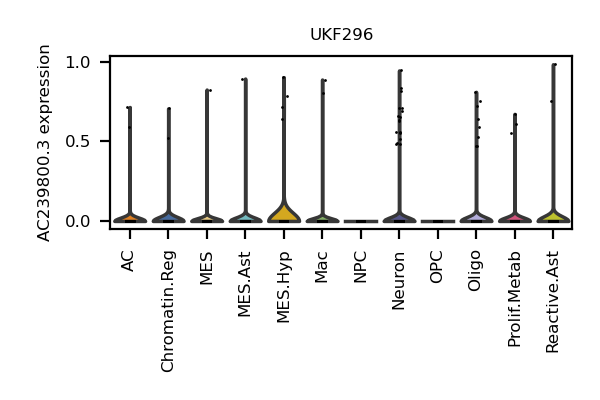 UKF296
AC239800.3 expression
1.0
0.5
0.0
AC
Chromatin.Reg
MES
MES.Ast
MES.Hyp
Mac
NPC
Neuron
OPC
Oligo
Prolif.Metab
Reactive.Ast